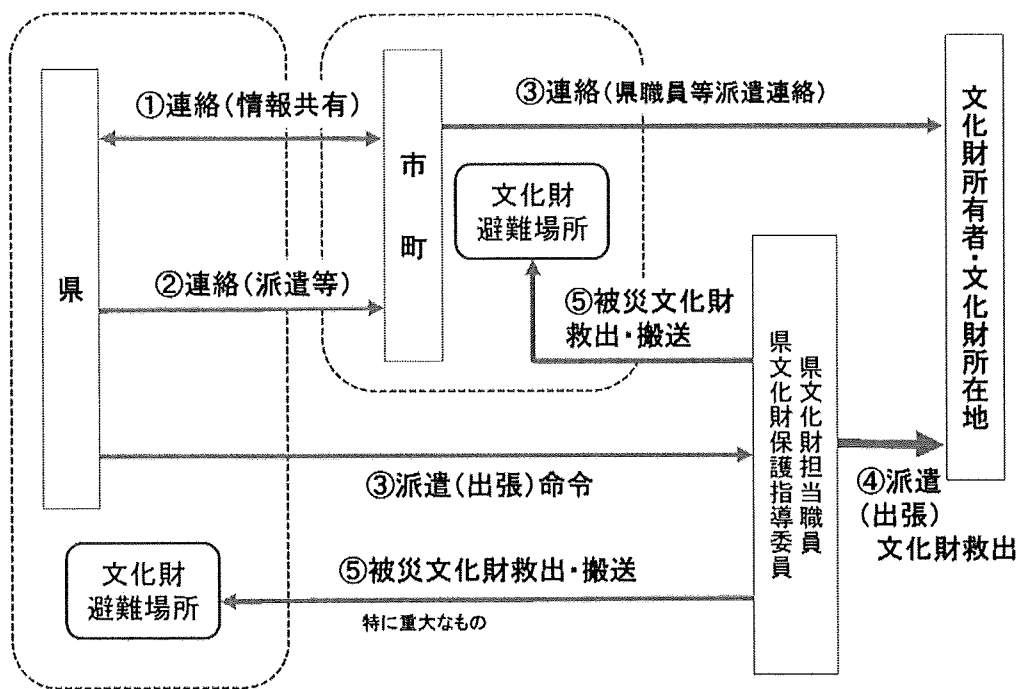 県
①連絡(情報共有)
②連絡(派遣等)
市町
文化財
避難場所
③連絡(県職員等派遣連絡)
文化財所有者・文化財所在地
⑤被災文化財
救出・搬送
県文化財担当職員
県文化財保護指導委員
③派遣(出張)命令
④派遣
(出張)
文化財救出
文化財
避難場所
⑤被災文化財救出・搬送
特に重大なもの